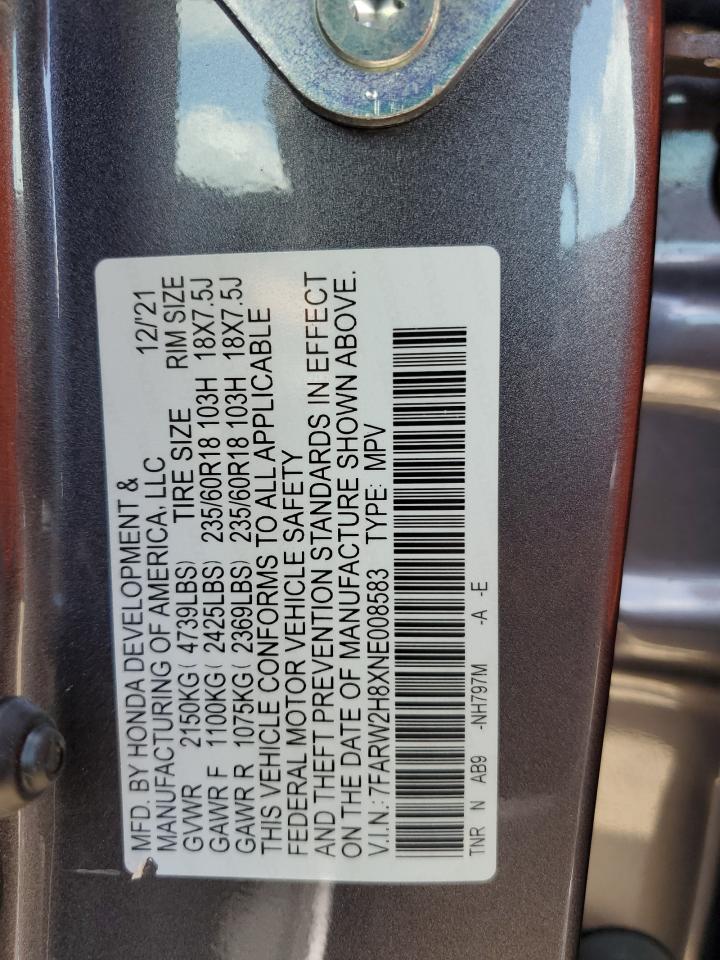 MFD. BY HONDA DEVELOPMENT &
MANUFACTURING OF AMERICA, LLC 12/'21
GVWR 2150KG( 4739LBS) TIRE SIZE RIM SIZE
GAWR F 1100KG( 2425LBS) 235/60R18 103H 18X7.5J
GAWR R 1075KG( 2369LBS) 235/60R18 103H 18X7.5J
THIS VEHICLE CONFORMS TO ALL APPLICABLE
FEDERAL MOTOR VEHICLE SAFETY
AND THEFT PREVENTION STANDARDS IN EFFECT
ON THE DATE OF MANUFACTURE SHOWN ABOVE.
V.I.N.: 7FARW2H8XNE008583 TYPE: MPV
TNR N AB9 -NH797M -A -E